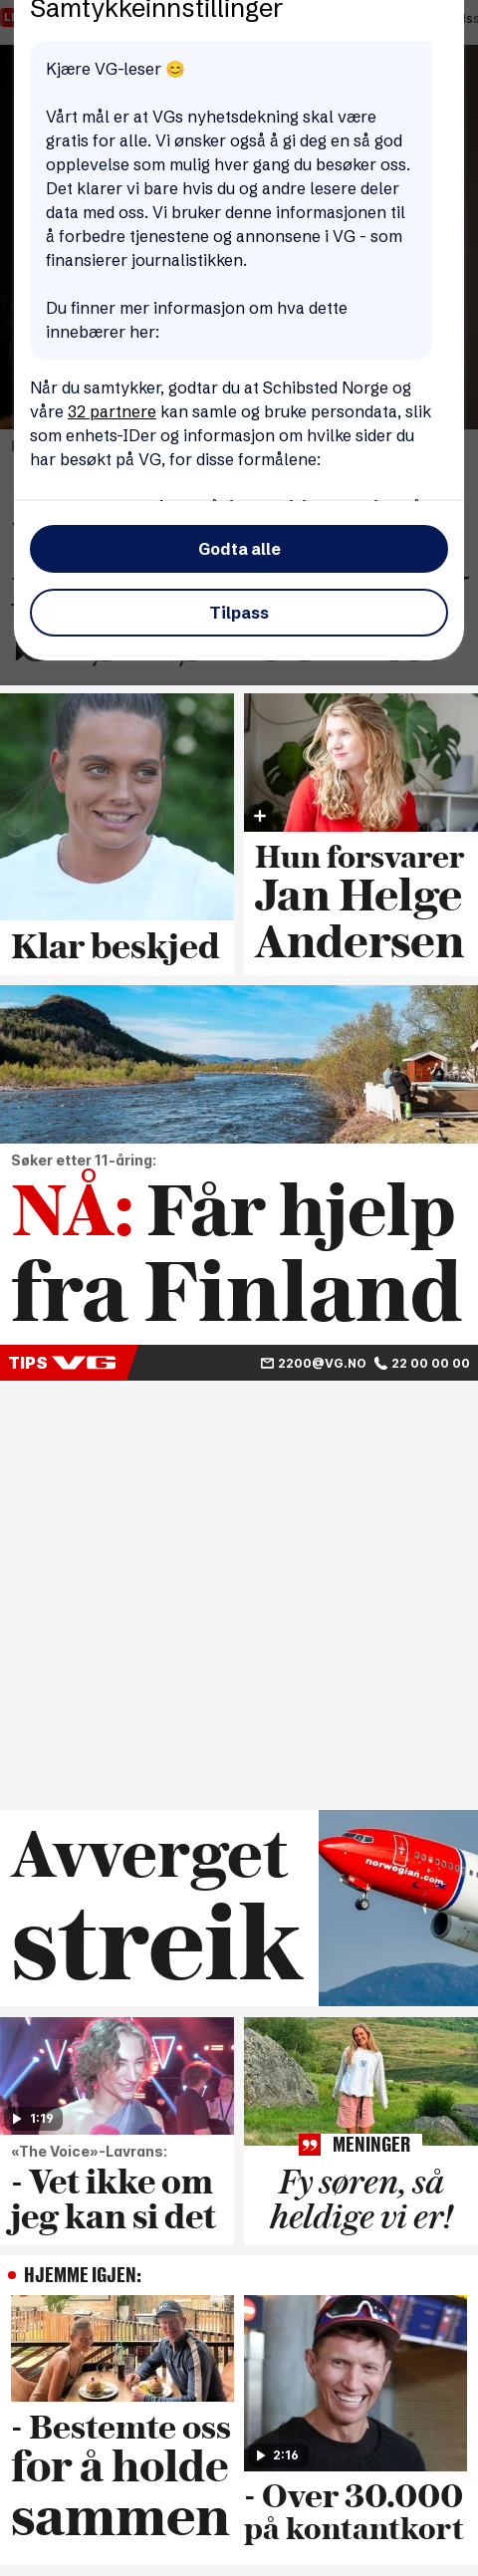 Samtykkeinnstillinger
Kjære VG-leser 😊
Vårt mål er at VGs nyhetsdekning skal være
gratis for alle. Vi ønsker også å gi deg en så god
opplevelse som mulig hver gang du besøker oss.
Det klarer vi bare hvis du og andre lesere deler
data med oss. Vi bruker denne informasjonen til
å forbedre tjenestene og annonsene i VG - som
finansierer journalistikken.
Du finner mer informasjon om hva dette
innebærer her:
Når du samtykker, godtar du at Schibsted Norge og
våre 32 partnere kan samle og bruke persondata, slik
som enhets-IDer og informasjon om hvilke sider du
har besøkt på VG, for disse formålene:
Godta alle
Tilpass
Klar beskjed
Hun forsvarer
Jan Helge
Andersen
Søker etter 11-åring:
NÅ: Får hjelp
fra Finland
TIPS VG
2200@VG.NO 22 00 00 00
Avverget
streik
norwegian.com
1:19
«The Voice»-Lavrans:
- Vet ikke om
jeg kan si det
MENINGER
Fy søren, så
heldige vi er!
HJEMME IGJEN:
- Bestemte oss
for å holde
sammen
2:16
- Over 30.000
på kontantkort